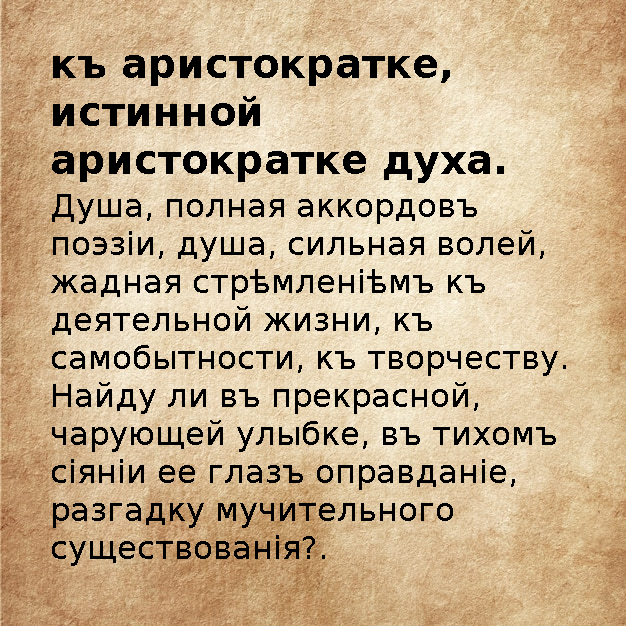 къ аристократке,
истинной
аристократке духа.
Душа, полная аккордовъ
поэзіи, душа, сильная волей,
жадная стрѣмленіѣмъ къ
деятельной жизни, къ
самобытности, къ творчеству.
Найду ли въ прекрасной,
чарующей улыбке, въ тихомъ
сіяніи ее глазъ оправданіе,
разгадку мучительного
существованія?.